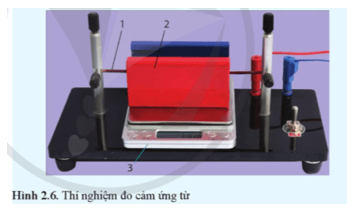 1
2
3
Hình 2.6. Thí nghiệm đo cảm ứng từ